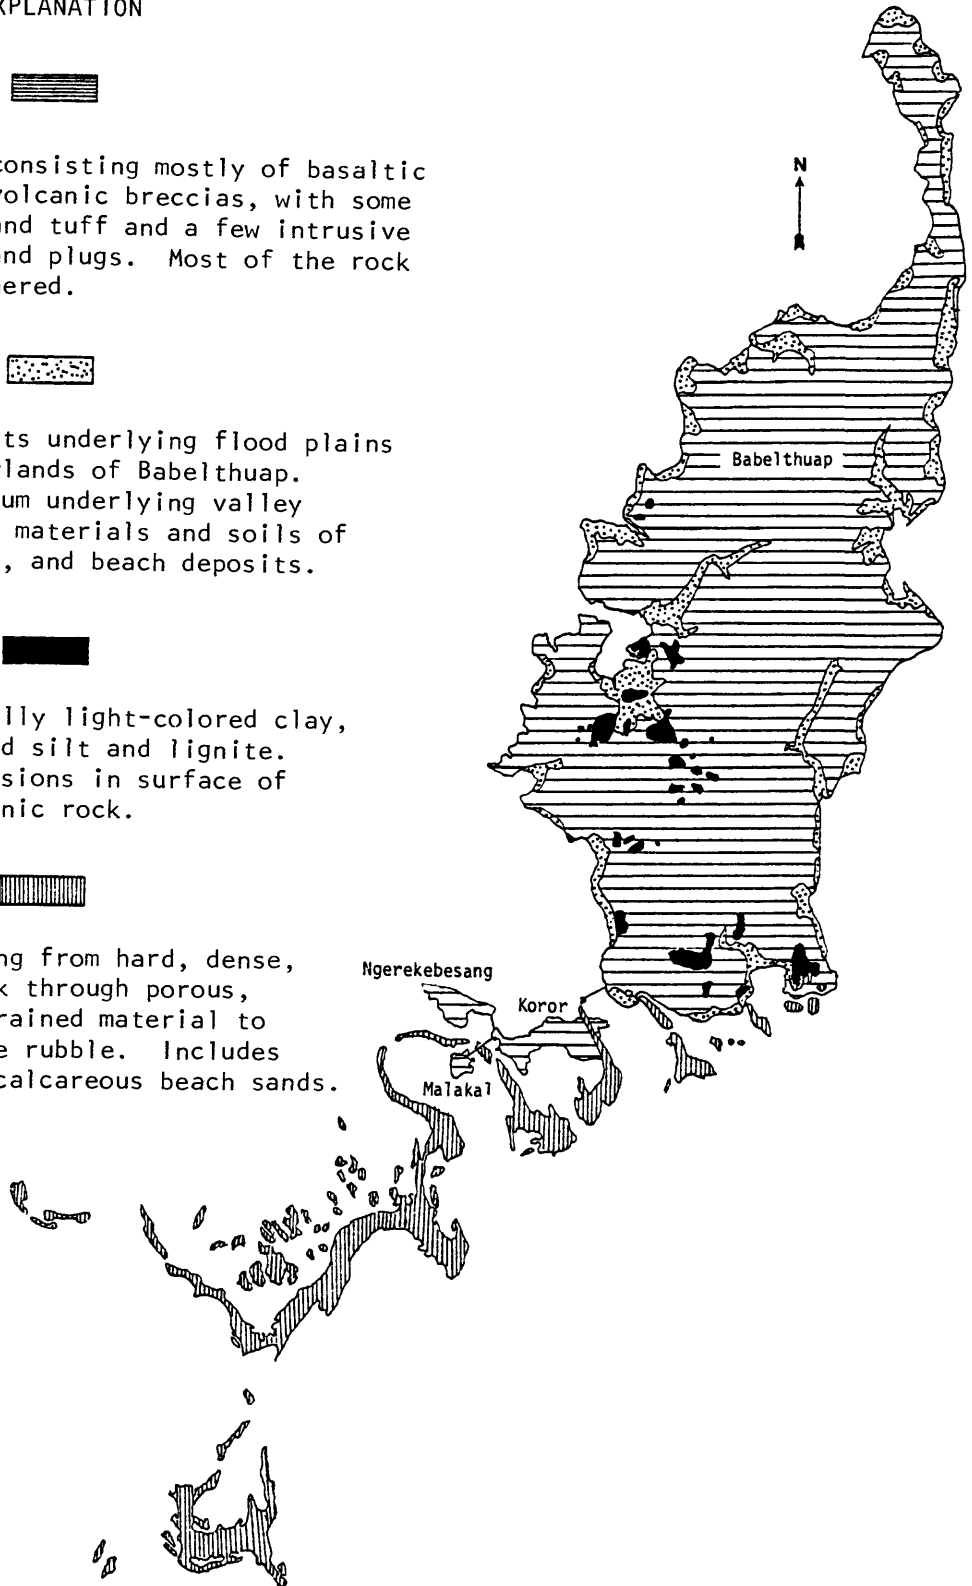 XPLANATION
consisting mostly of basaltic
volcanic breccias, with some
and tuff and a few intrusive
and plugs. Most of the rock
hered.
ts underlying flood plains
lands of Babelthuap.
um underlying valley
materials and soils of
, and beach deposits.
lly light-colored clay,
d silt and lignite.
sions in surface of
nic rock.
ng from hard, dense,
k through porous,
rained material to
e rubble. Includes
calcareous beach sands.
N
Babelthuap
Ngerekebesang
Koror
Malakal